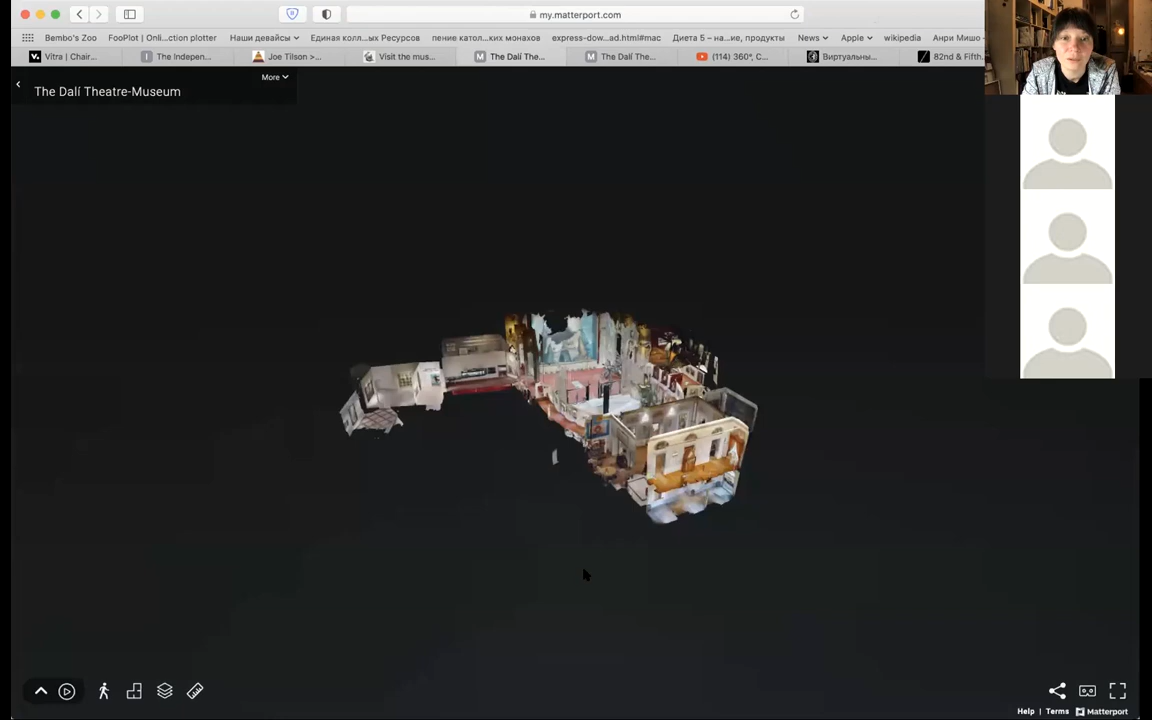 my.matterport.com
Bembo's Zoo FooPlot | Onli...ction plotter Наши девайсы Единая колл...ых Ресурсов пение катол...ких монахов express-dow...ad.html#mac Диета 5 – на...ие, продукты News Apple wikipedia Анри Мишо
Vitra | Chair... The Indepen... Joe Tilson >... Visit the mus... The Dalí The... The Dalí The... (114) 360°, С... Виртуальны... 82nd & Fifth.
More
The Dalí Theatre-Museum
Help | Terms Matterport